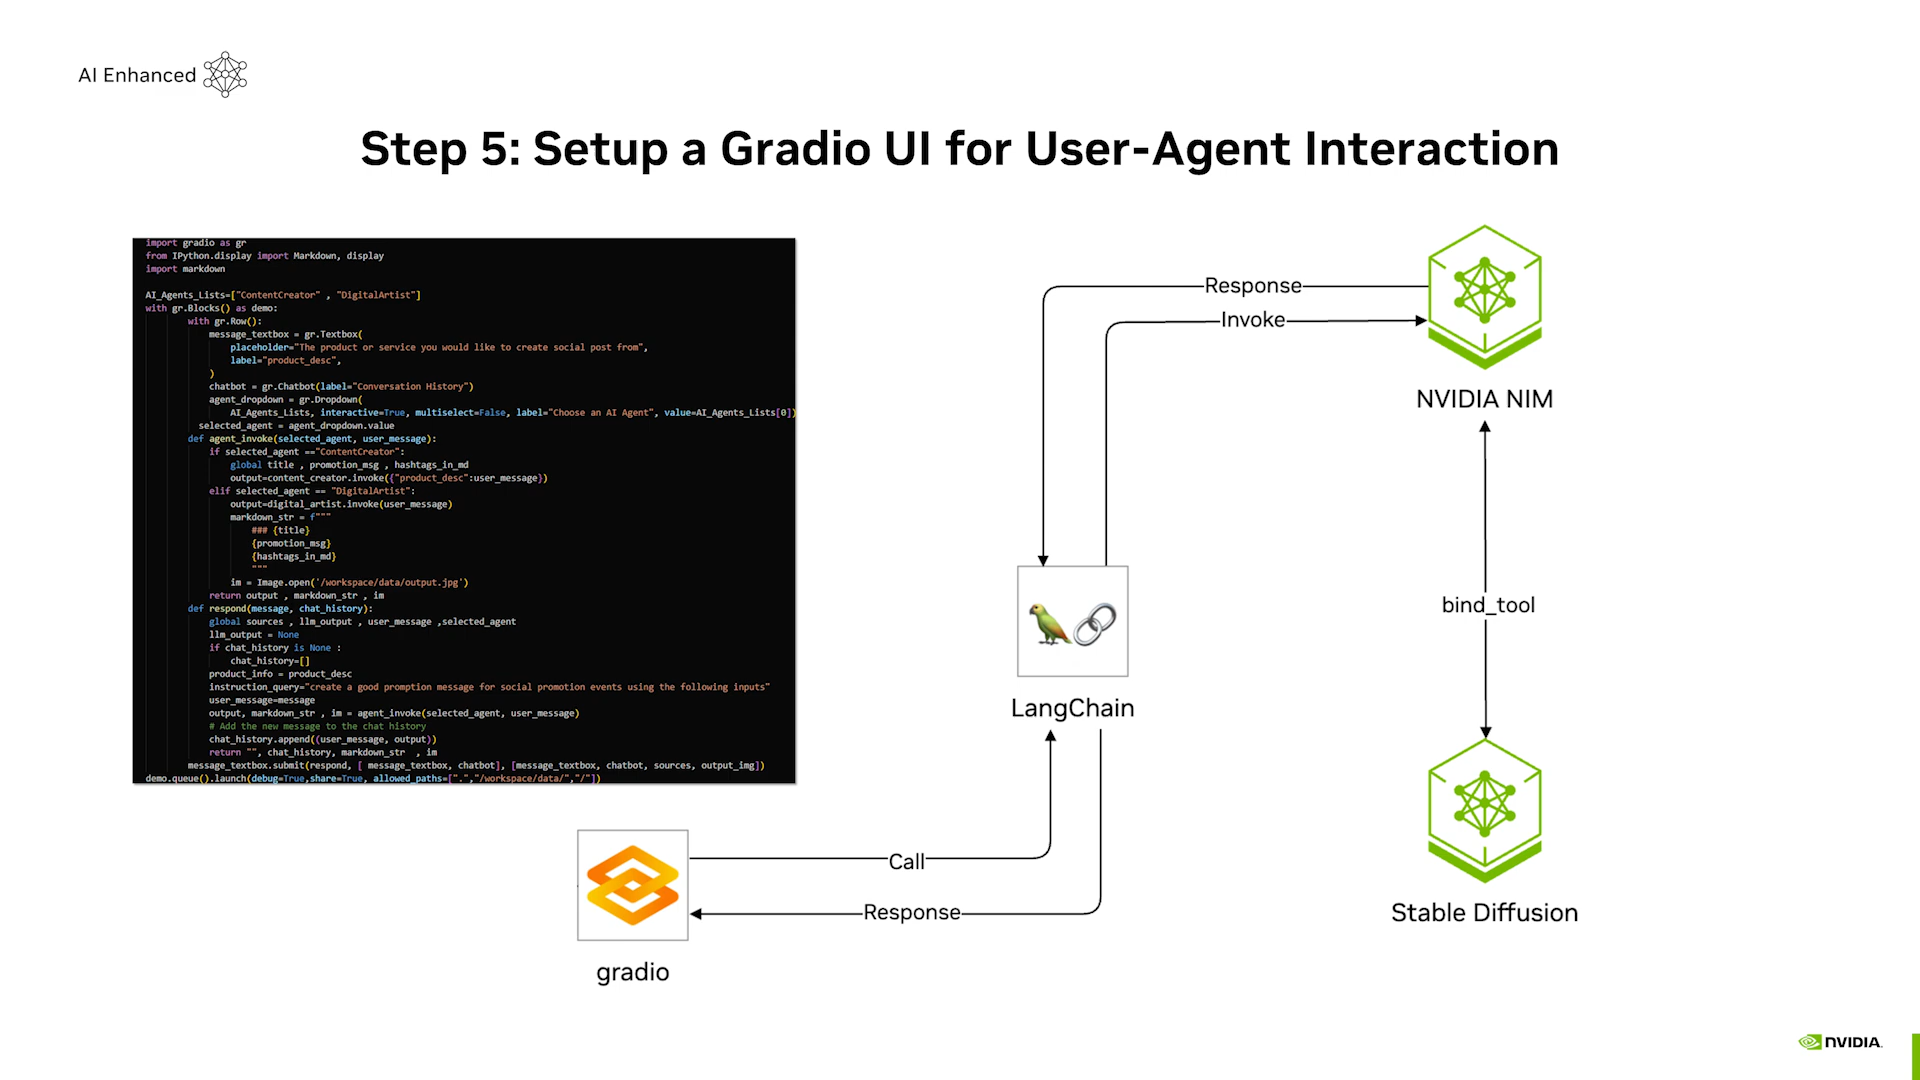 AI Enhanced
Step 5: Setup a Gradio UI for User-Agent Interaction
import gradio as gr
from IPython.display import Markdown, display
import markdown
AI_Agents_Lists=["ContentCreator" , "DigitalArtist"]
with gr.Blocks() as demo:
with gr.Row():
message_textbox = gr.Textbox(
placeholder="The product or service you would like to create social post from",
label="product_desc",
)
chatbot = gr.Chatbot(label="Conversation History")
agent_dropdown = gr.Dropdown(
AI_Agents_Lists, interactive=True, multiselect=False, label="Choose an AI Agent", value=AI_Agents_Lists[0])
selected_agent = agent_dropdown.value
def agent_invoke(selected_agent, user_message):
if selected_agent =="ContentCreator":
global title , promotion_msg , hashtags_in_md
output=content_creator.invoke({"product_desc":user_message})
elif selected_agent == "DigitalArtist":
output=digital_artist.invoke(user_message)
markdown_str = f"""
### {title}
{promotion_msg}
{hashtags_in_md}
"""
im = Image.open('/workspace/data/output.jpg')
return output , markdown_str , im
def respond(message, chat_history):
global sources , llm_output , user_message ,selected_agent
llm_output = None
if chat_history is None :
chat_history=[]
product_info = product_desc
instruction_query="create a good promption message for social promotion events using the following inputs"
user_message=message
output, markdown_str , im = agent_invoke(selected_agent, user_message)
# Add the new message to the chat history
chat_history.append((user_message, output))
return "", chat_history, markdown_str , im
message_textbox.submit(respond, [ message_textbox, chatbot], [message_textbox, chatbot, sources, output_img])
demo.queue().launch(debug=True,share=True, allowed_paths=[".","/workspace/data/","/"])
Response
Invoke
NVIDIA NIM
bind_tool
LangChain
Call
Response
Stable Diffusion
gradio
NVIDIA.